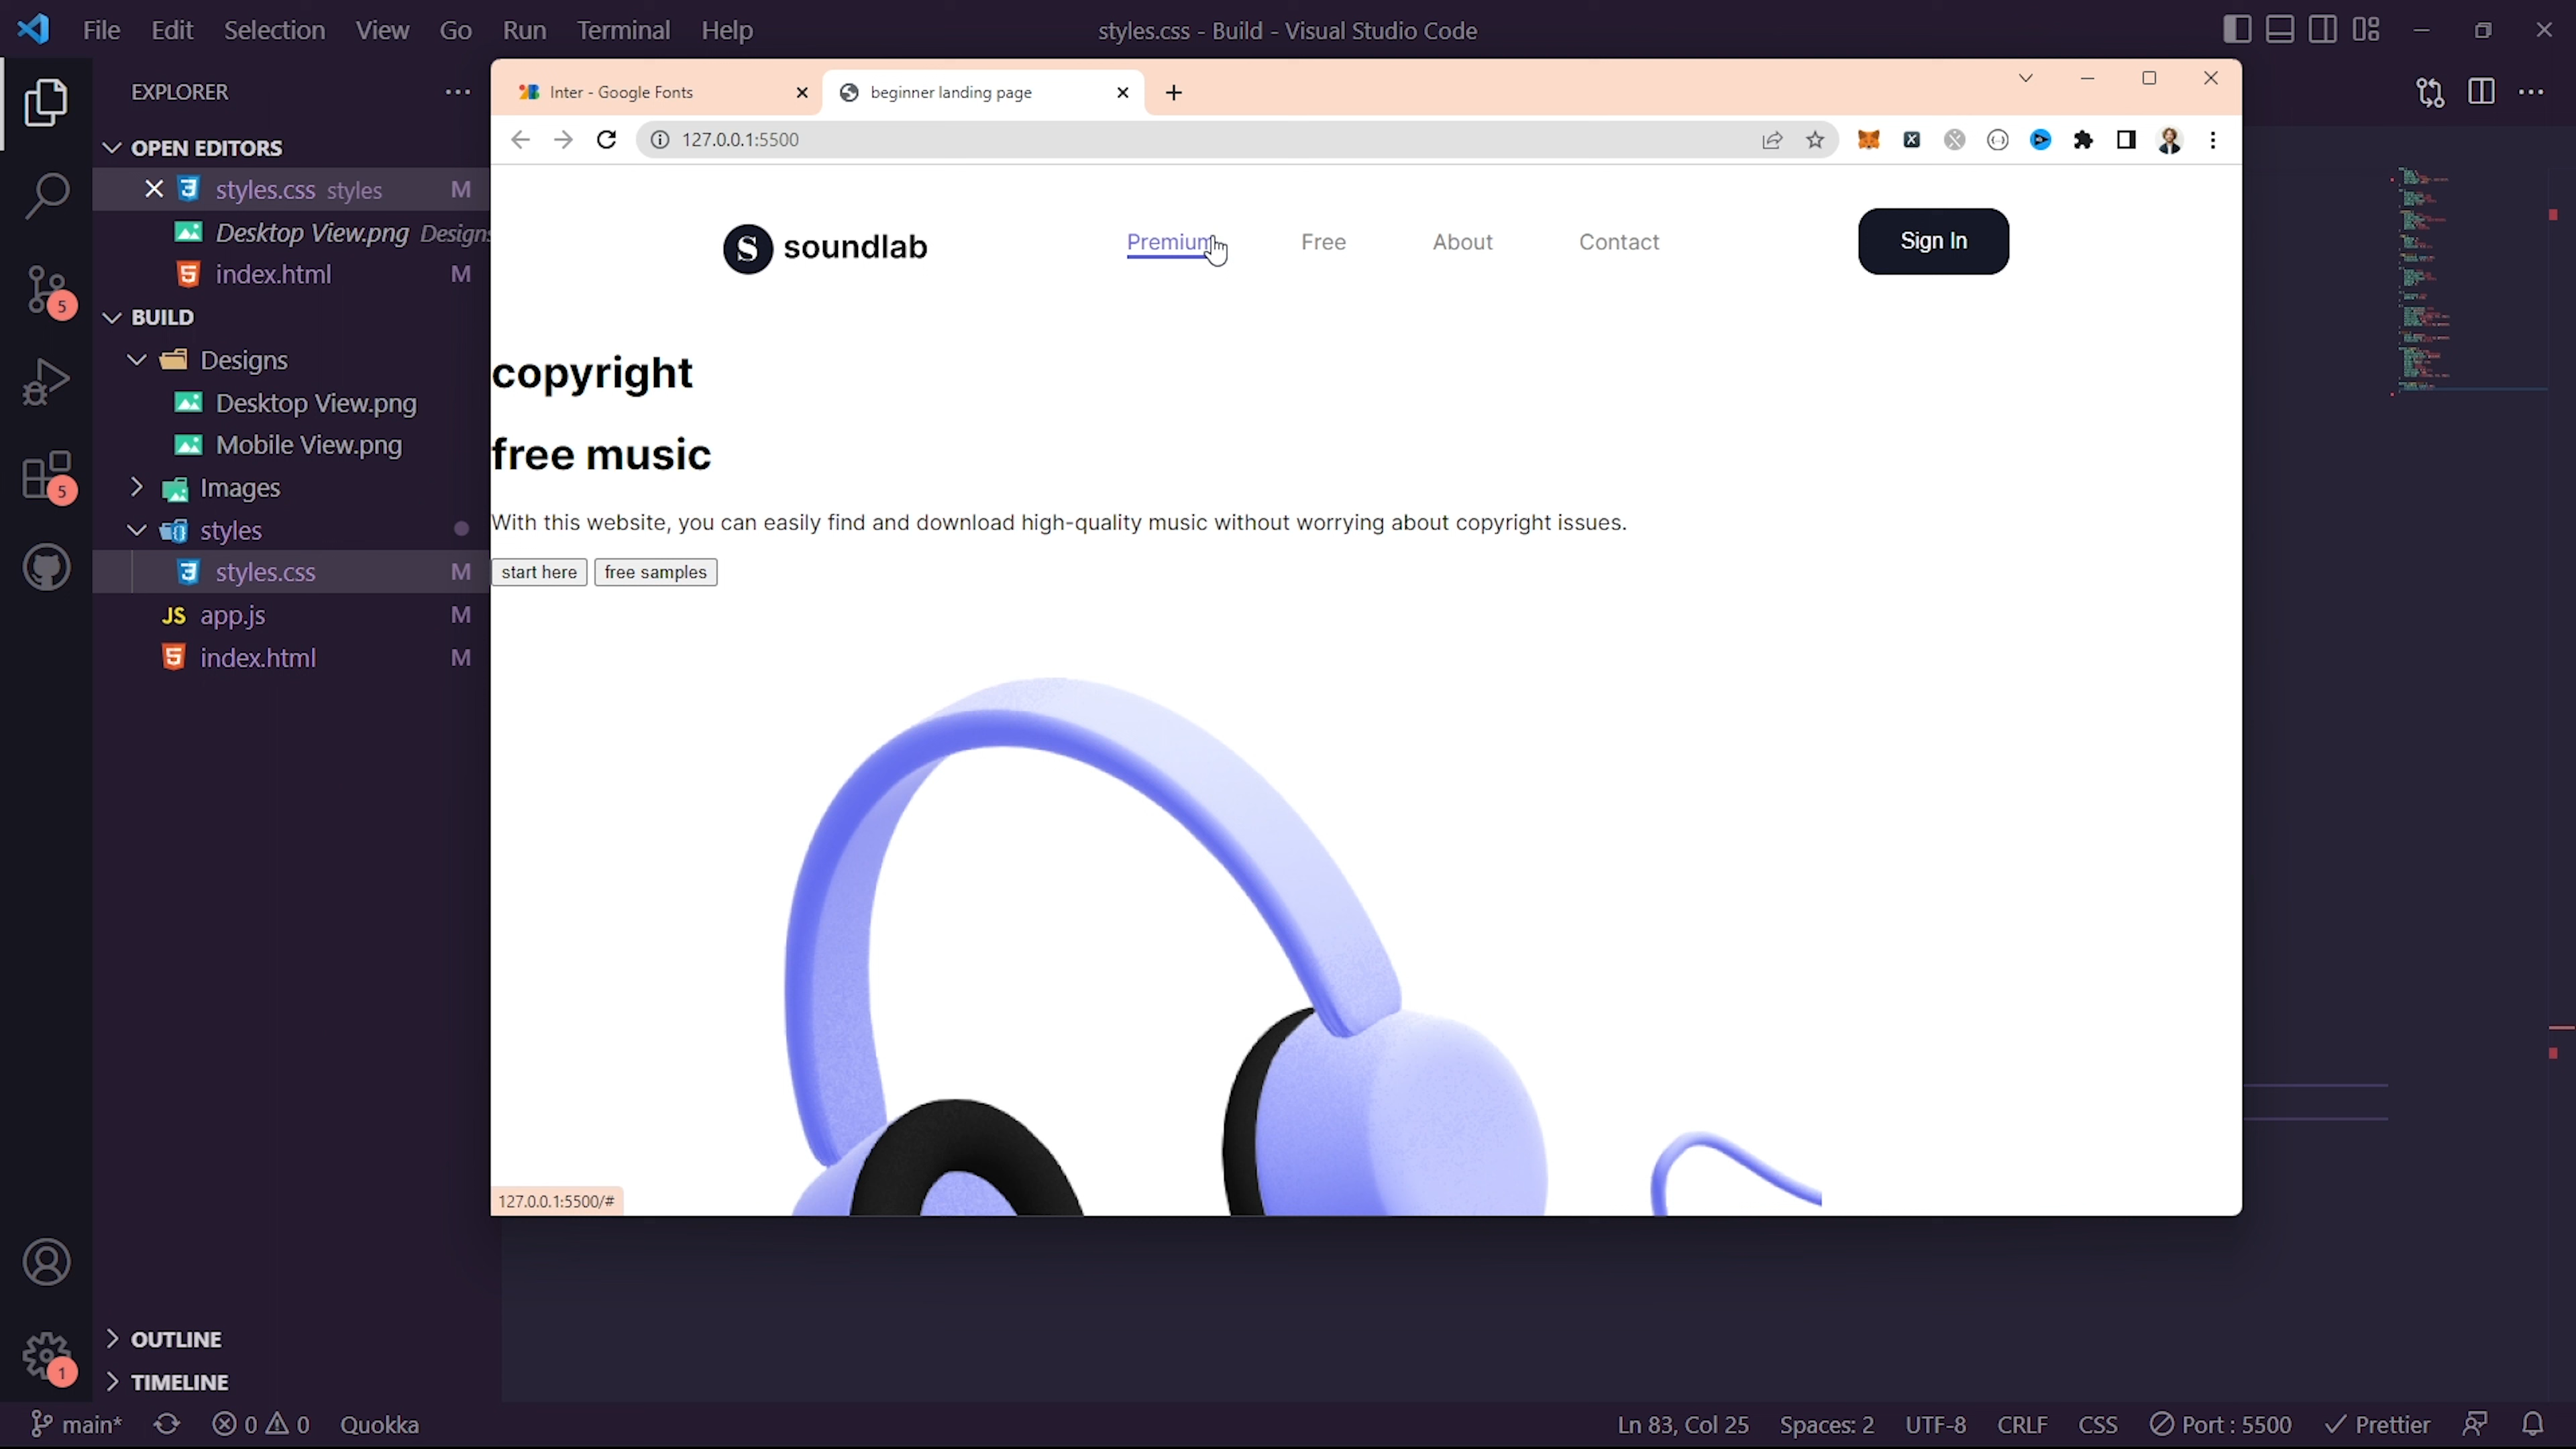 File Edit Selection View Go Run Terminal Help
styles.css - Build - Visual Studio Code
EXPLORER
OPEN EDITORS
styles.css styles M
Desktop View.png Designs
index.html M
BUILD
Designs
Desktop View.png
Mobile View.png
Images
styles
styles.css M
JS app.js M
index.html M
5
5
1
OUTLINE
TIMELINE
Inter - Google Fonts
beginner landing page
127.0.0.1:5500
S soundlab
Premium Free About Contact
Sign In
copyright
free music
With this website, you can easily find and download high-quality music without worrying about copyright issues.
start here free samples
127.0.0.1:5500/#
main* 0 0 Quokka
Ln 83, Col 25 Spaces: 2 UTF-8 CRLF CSS Port : 5500 Prettier